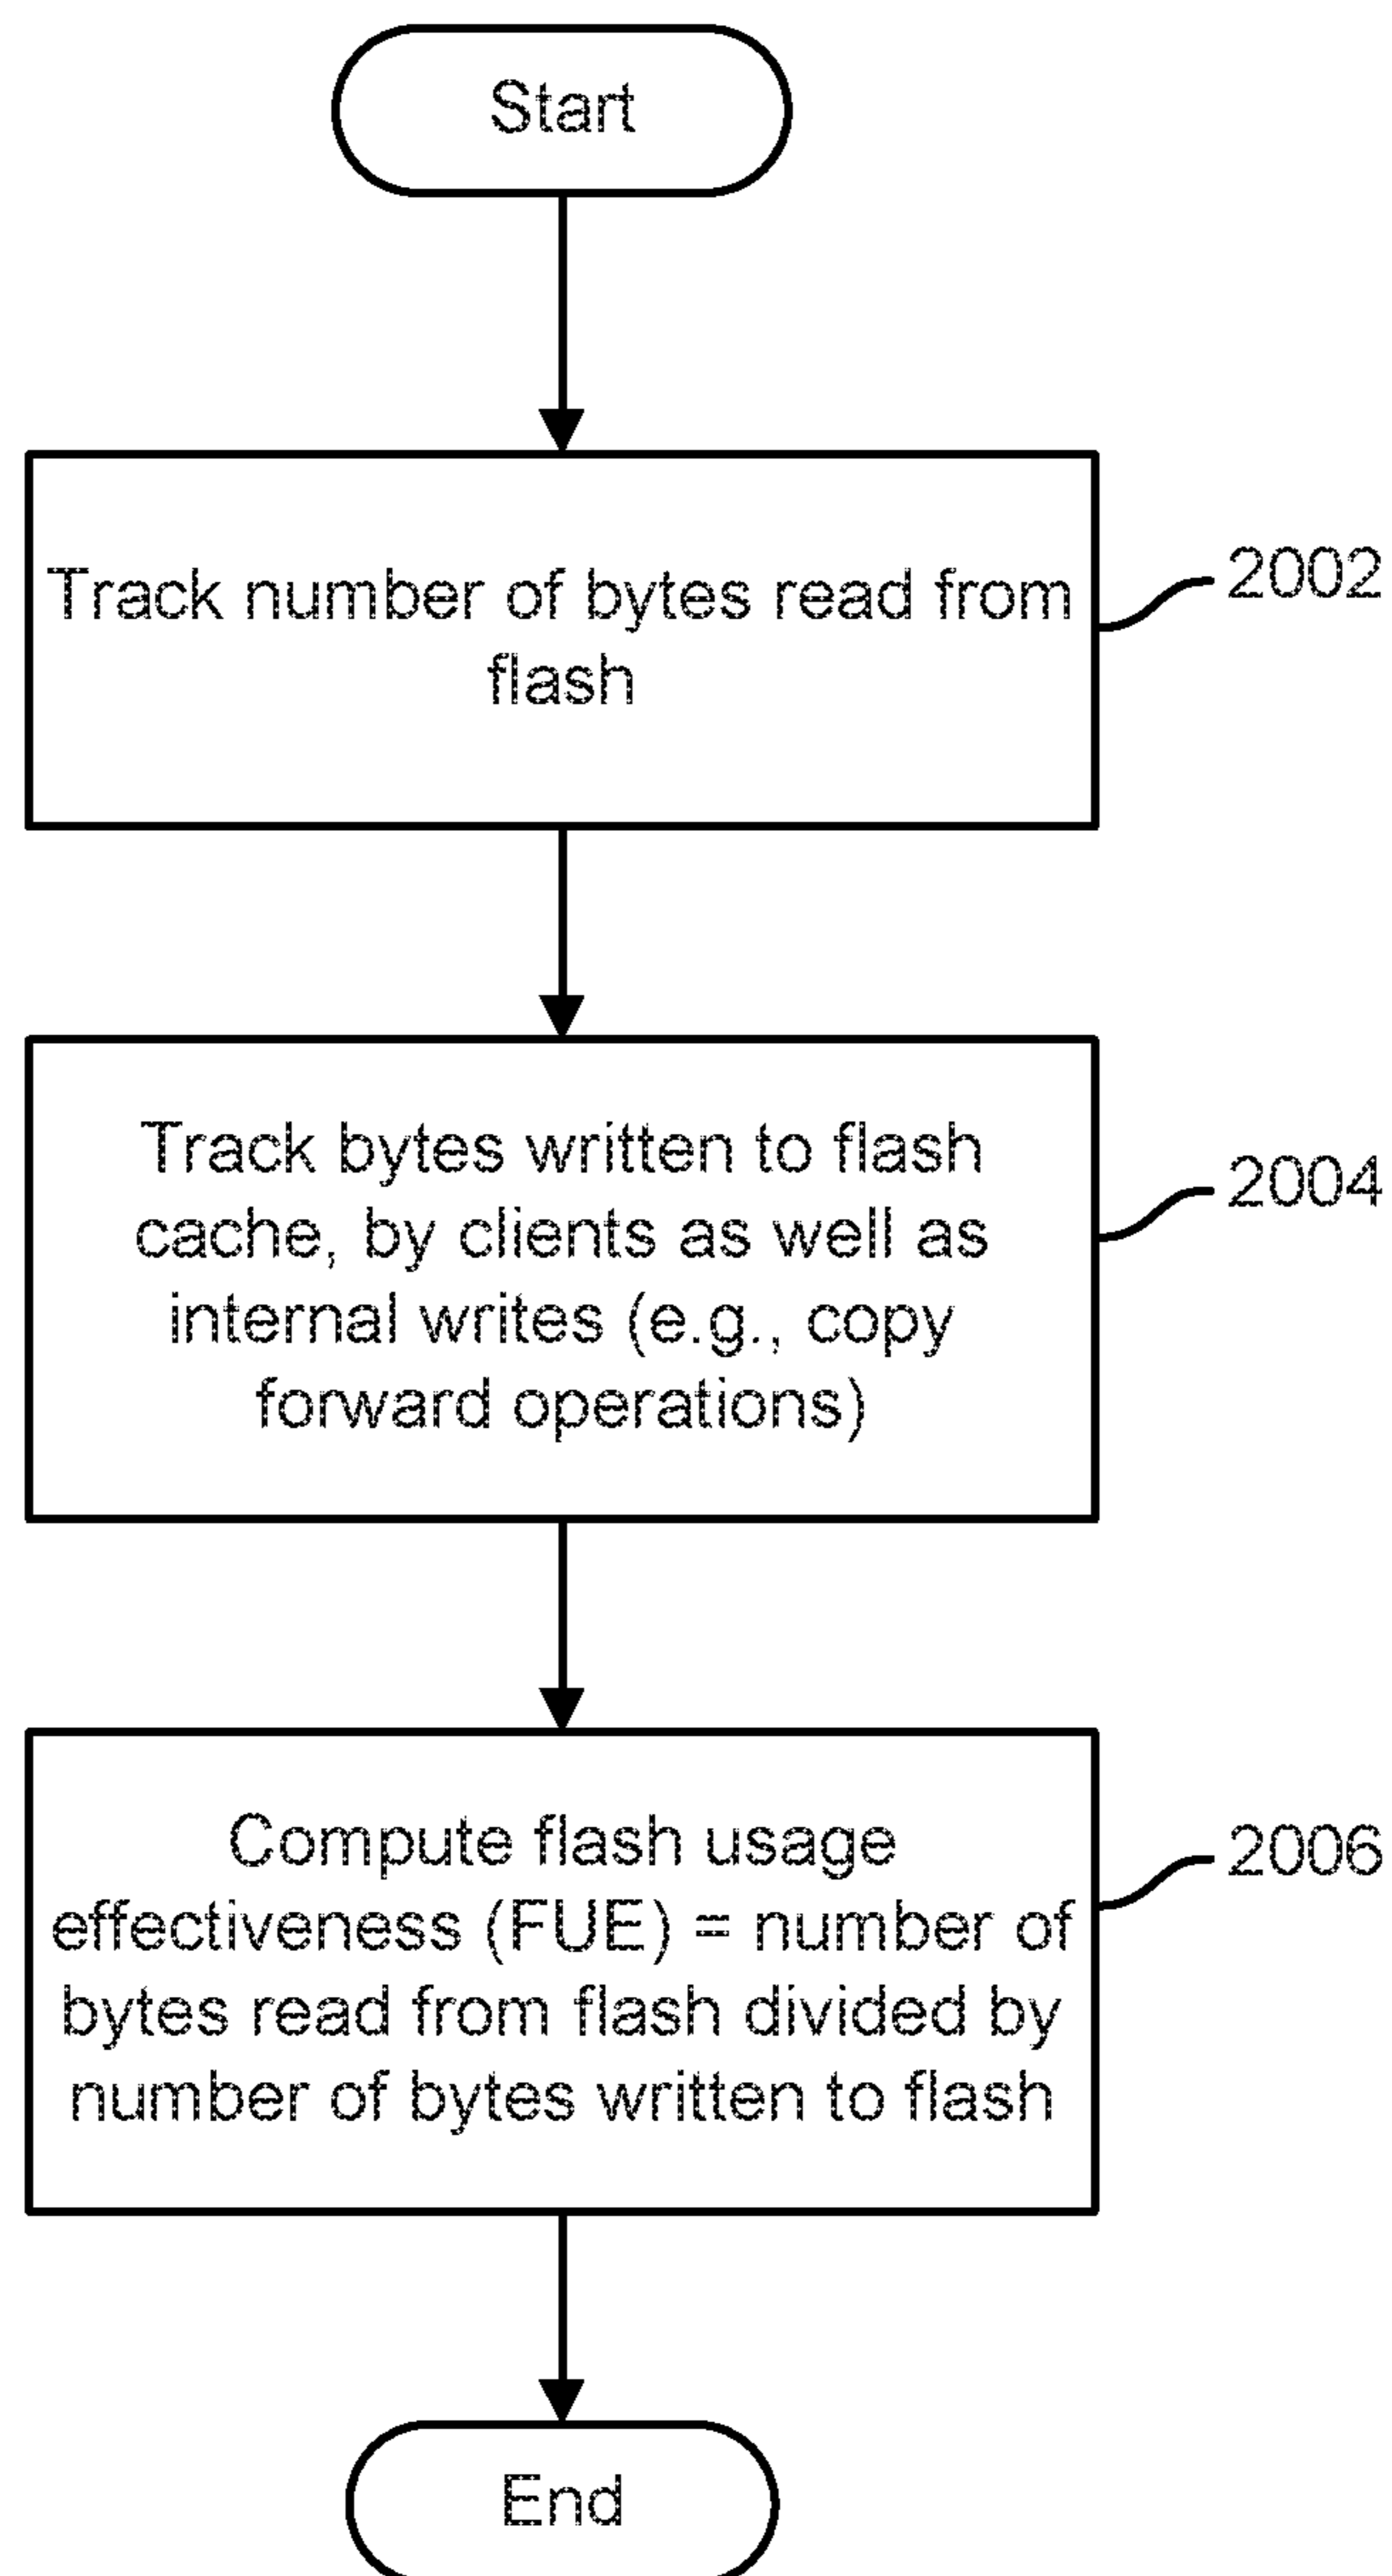 Start
Track number of bytes read from
flash
2002
Track bytes written to flash
cache, by clients as well as
internal writes (e.g., copy
forward operations)
2004
Compute flash usage
effectiveness (FUE) = number of
bytes read from flash divided by
number of bytes written to flash
2006
End